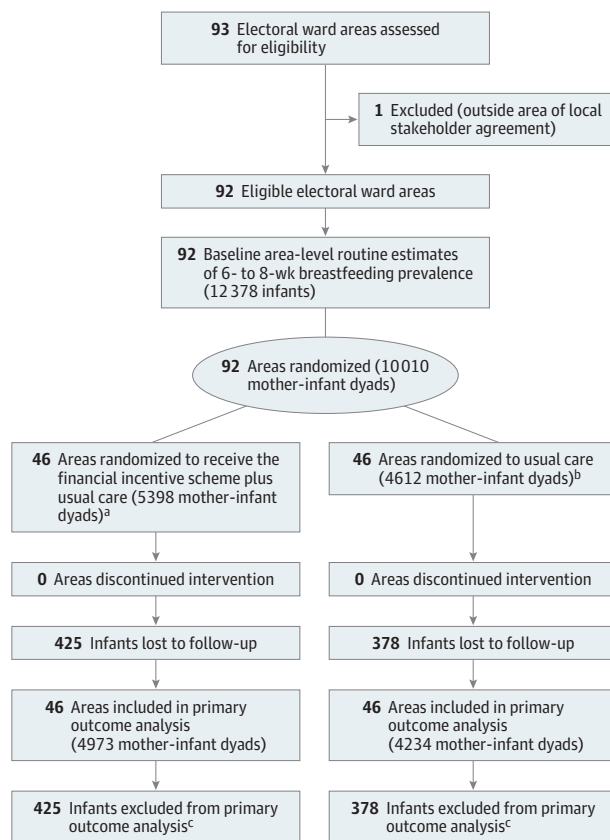 93 Electoral ward areas assessed
for eligibility
1 Excluded (outside area of local
stakeholder agreement)
92 Eligible electoral ward areas
92 Baseline area-level routine estimates
of 6- to 8-wk breastfeeding prevalence
(12 378 infants)
92 Areas randomized (10 010
mother-infant dyads)
46 Areas randomized to receive the
financial incentive scheme plus
usual care (5398 mother-infant
dyads)a
46 Areas randomized to usual care
(4612 mother-infant dyads)b
0 Areas discontinued intervention
0 Areas discontinued intervention
425 Infants lost to follow-up
378 Infants lost to follow-up
46 Areas included in primary
outcome analysis
(4973 mother-infant dyads)
46 Areas included in primary
outcome analysis
(4234 mother-infant dyads)
425 Infants excluded from primary
outcome analysisc
378 Infants excluded from primary
outcome analysisc